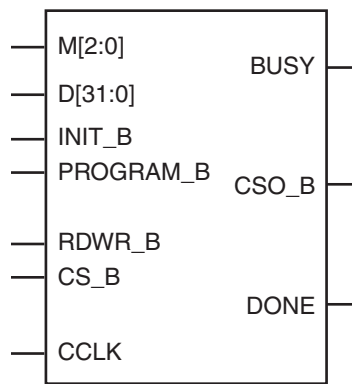 M[2:0]
D[31:0]
INIT_B
PROGRAM_B
RDWR_B
CS_B
CCLK
BUSY
CSO_B
DONE